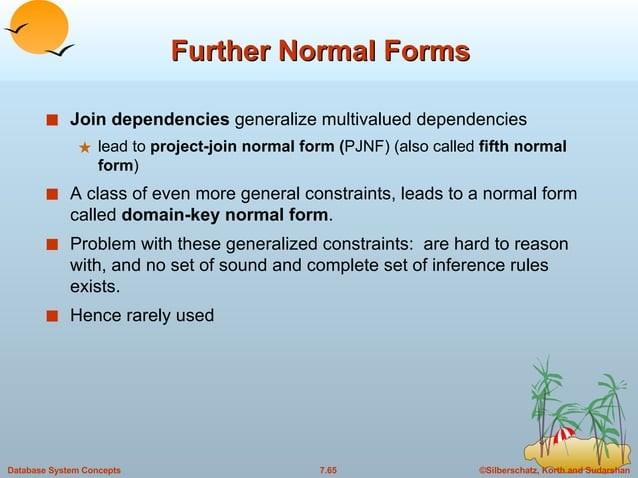 Further Normal Forms
Join dependencies generalize multivalued dependencies
lead to project-join normal form (PJNF) (also called fifth normal
form)
A class of even more general constraints, leads to a normal form
called domain-key normal form.
Problem with these generalized constraints: are hard to reason
with, and no set of sound and complete set of inference rules
exists.
Hence rarely used
Database System Concepts
7.65
©Silberschatz, Korth and Sudarshan